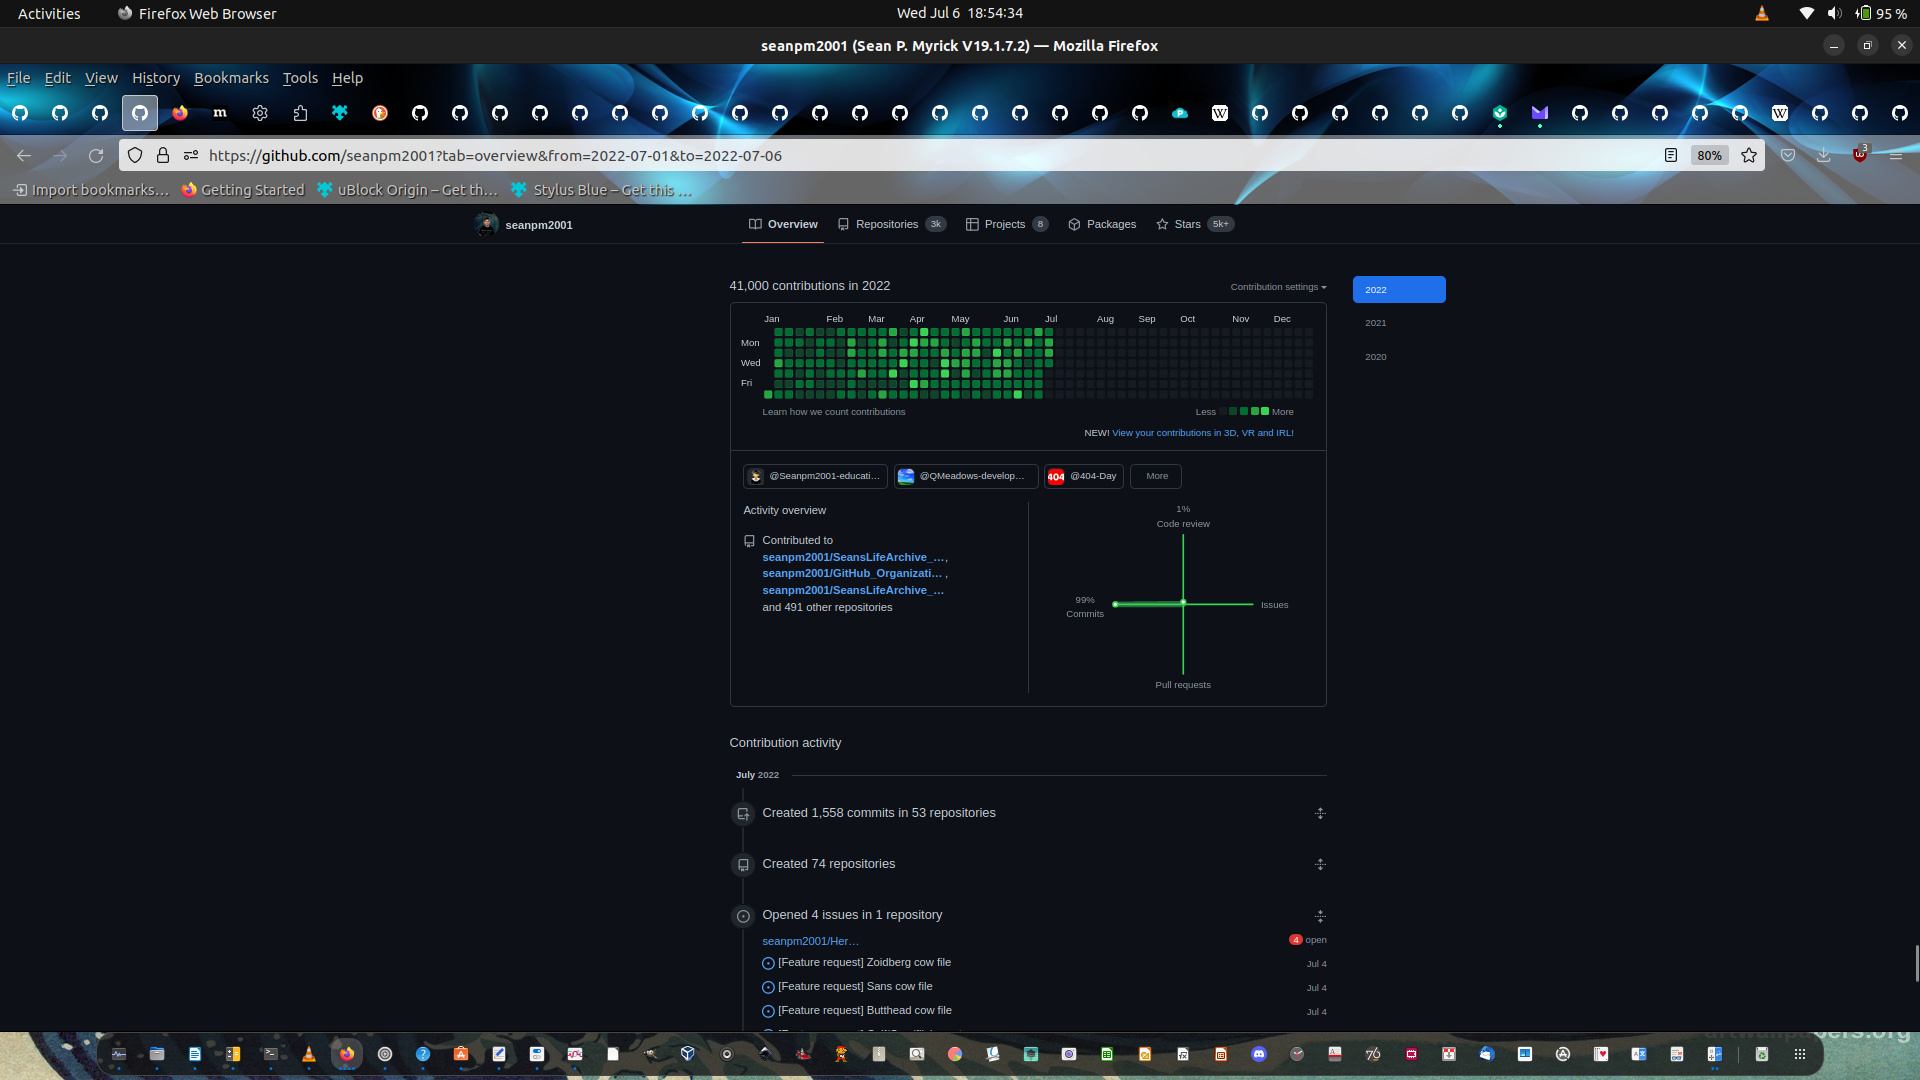 Activities
Firefox Web Browser
Wed Jul 6 18:54:34
95 %
seanpm2001 (Sean P. Myrick V19.1.7.2) — Mozilla Firefox
File Edit View History Bookmarks Tools Help
https://github.com/seanpm2001?tab=overview&from=2022-07-01&to=2022-07-06
80%
3
Import bookmarks…
Getting Started
uBlock Origin – Get th…
Stylus Blue – Get this …
seanpm2001
Overview
Repositories 3k
Projects 8
Packages
Stars 5k+
41,000 contributions in 2022
Contribution settings
2022
2021
2020
Jan Feb Mar Apr May Jun Jul Aug Sep Oct Nov Dec
Mon
Wed
Fri
Learn how we count contributions
Less More
NEW! View your contributions in 3D, VR and IRL!
@Seanpm2001-educati…
@QMeadows-develop…
404 @404-Day
More
Activity overview
Contributed to
seanpm2001/SeansLifeArchive_…,
seanpm2001/GitHub_Organizati… ,
seanpm2001/SeansLifeArchive_…
and 491 other repositories
1%
Code review
99%
Commits
Issues
Pull requests
Contribution activity
July 2022
Created 1,558 commits in 53 repositories
Created 74 repositories
Opened 4 issues in 1 repository
seanpm2001/Her…
4 open
[Feature request] Zoidberg cow file
Jul 4
[Feature request] Sans cow file
Jul 4
[Feature request] Butthead cow file
Jul 4